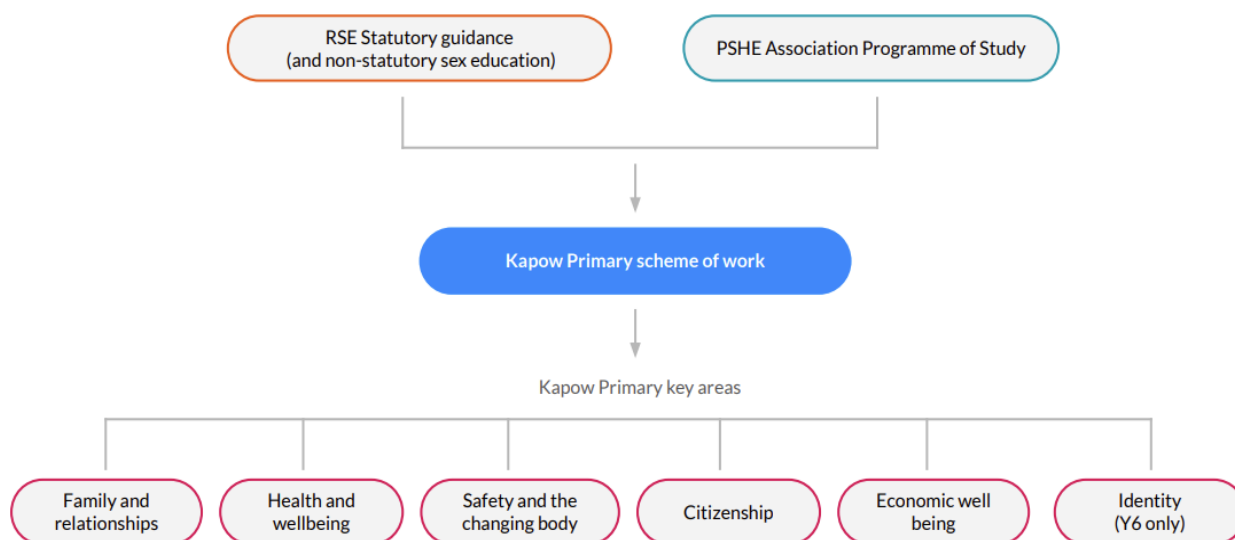 RSE Statutory guidance
(and non-statutory sex education)
PSHE Association Programme of Study
Kapow Primary scheme of work
Kapow Primary key areas
Family and
relationships
Health and
wellbeing
Safety and the
changing body
Citizenship
Economic well
being
Identity
(Y6 only)